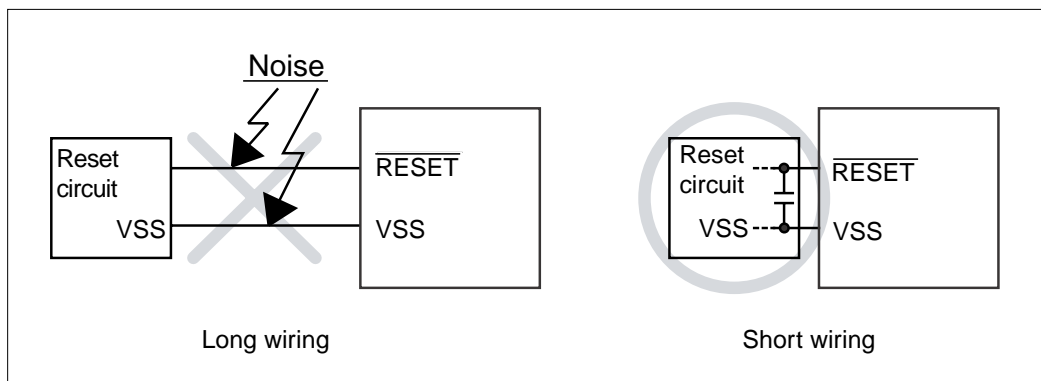 Noise
Reset
circuit
VSS
RESET
VSS
Long wiring
Reset
circuit
VSS
RESET
VSS
Short wiring